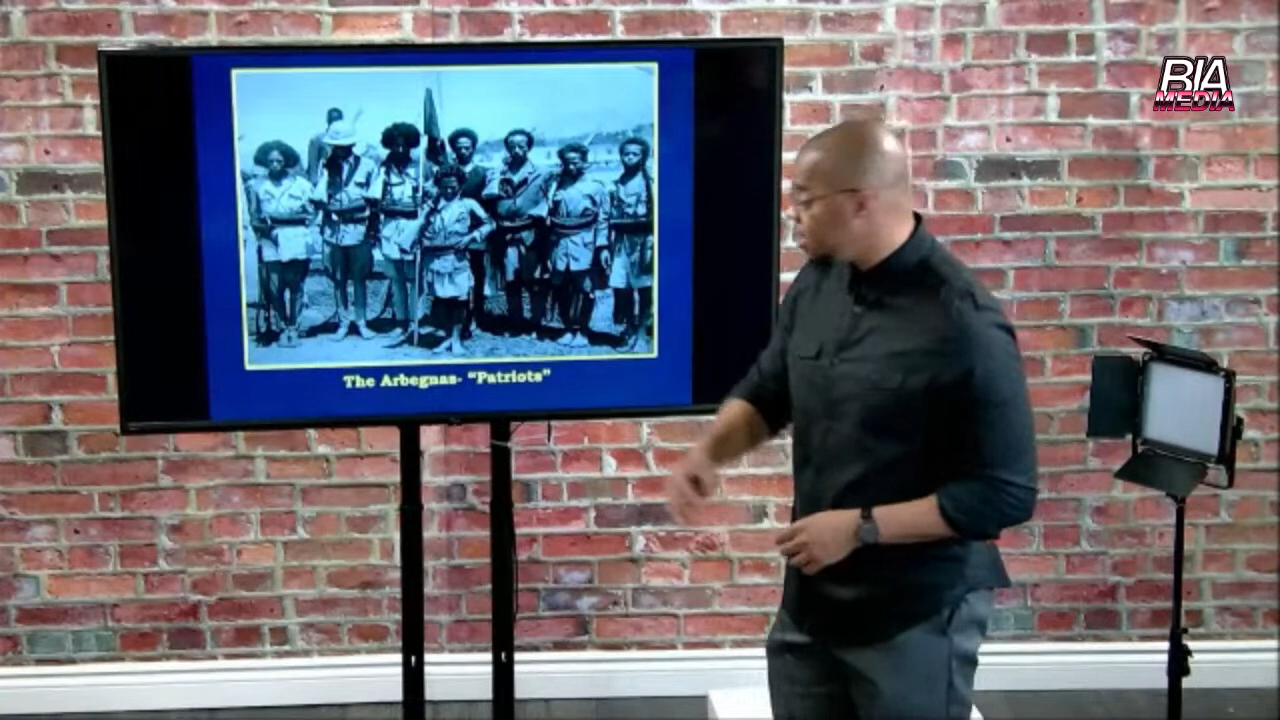 BIA
MEDIA
The Arbegnas- “Patriots”